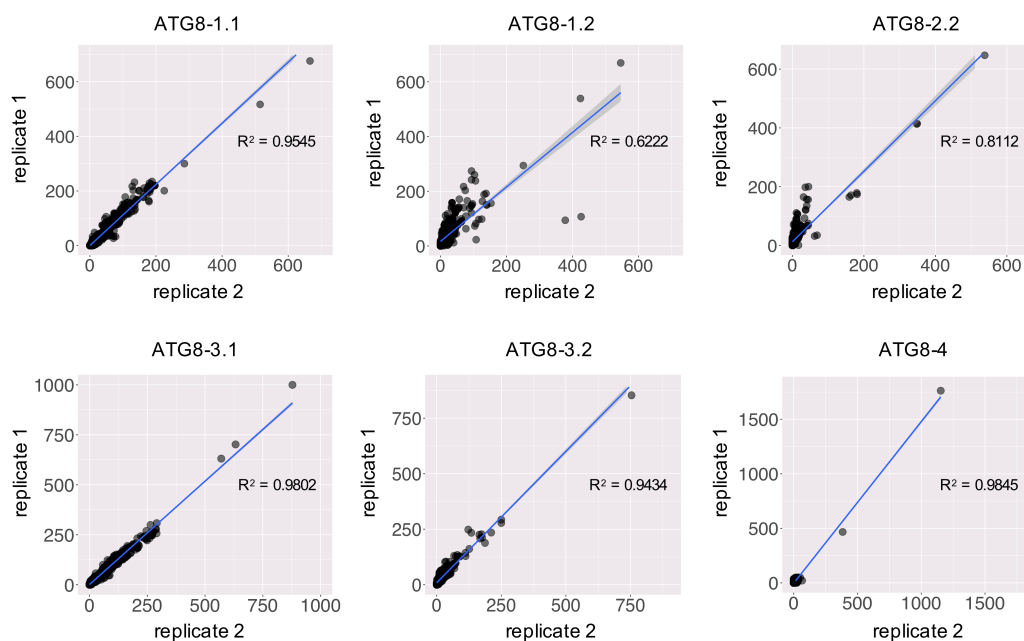 ATG8-1.1
ATG8-1.2
ATG8-2.2
replicate 1
600
400
200
0
R² = 0.9545
0
200
400
600
replicate 2
replicate 1
600
400
200
0
R² = 0.6222
0
200
400
600
replicate 2
replicate 1
600
400
200
0
R² = 0.8112
0
200
400
600
replicate 2
ATG8-3.1
ATG8-3.2
ATG8-4
replicate 1
1000
750
500
250
0
R² = 0.9802
0
250
500
750
1000
replicate 2
replicate 1
750
500
250
0
R² = 0.9434
0
250
500
750
replicate 2
replicate 1
1500
1000
500
0
R² = 0.9845
0
500
1000
1500
replicate 2